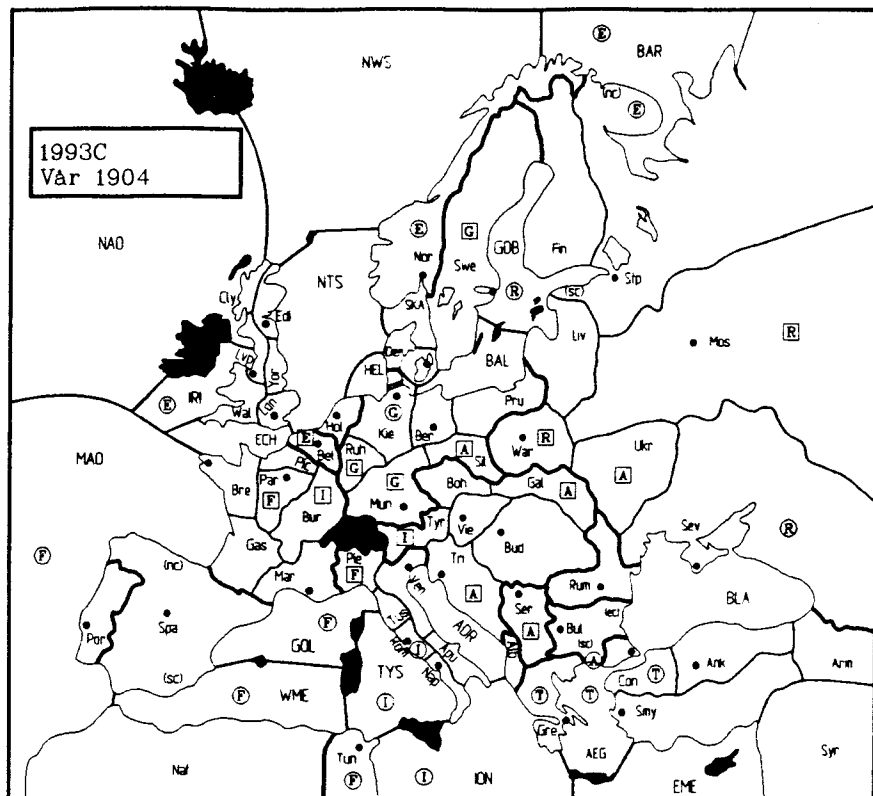 E
BAR
NWS
(nc)
E
1993C
Vår 1904
NAO
E
G
GOB
Fin
Nor
Swe
NTS
R
(sc)
Stp
Cly
Edi
SKA
Mos
R
Den
BAL
Liv
Lvp
Yor
HEL
IRI
E
Wal
Lon
Hol
Kie
G
Ber
Pru
War
R
Ukr
ECH
E
Bel
Ruh
A
Sil
MAO
Pic
Par
I
G
G
Boh
Gal
A
A
Bre
F
Bur
Mun
Tyr
Vie
Bud
Sev
R
F
Gas
I
Tri
(nc)
Mar
Pie
F
Ven
Rum
Ser
BLA
A
(ec)
Por
Spa
F
Tus
ADR
Bul
GOL
Rom
I
Apu
A
(sc)
Alb
A
Ank
Arm
TYS
Nap
Con
T
(sc)
WME
F
I
T
T
Smy
Gre
Naf
Tun
AEG
Syr
F
I
ION
EME